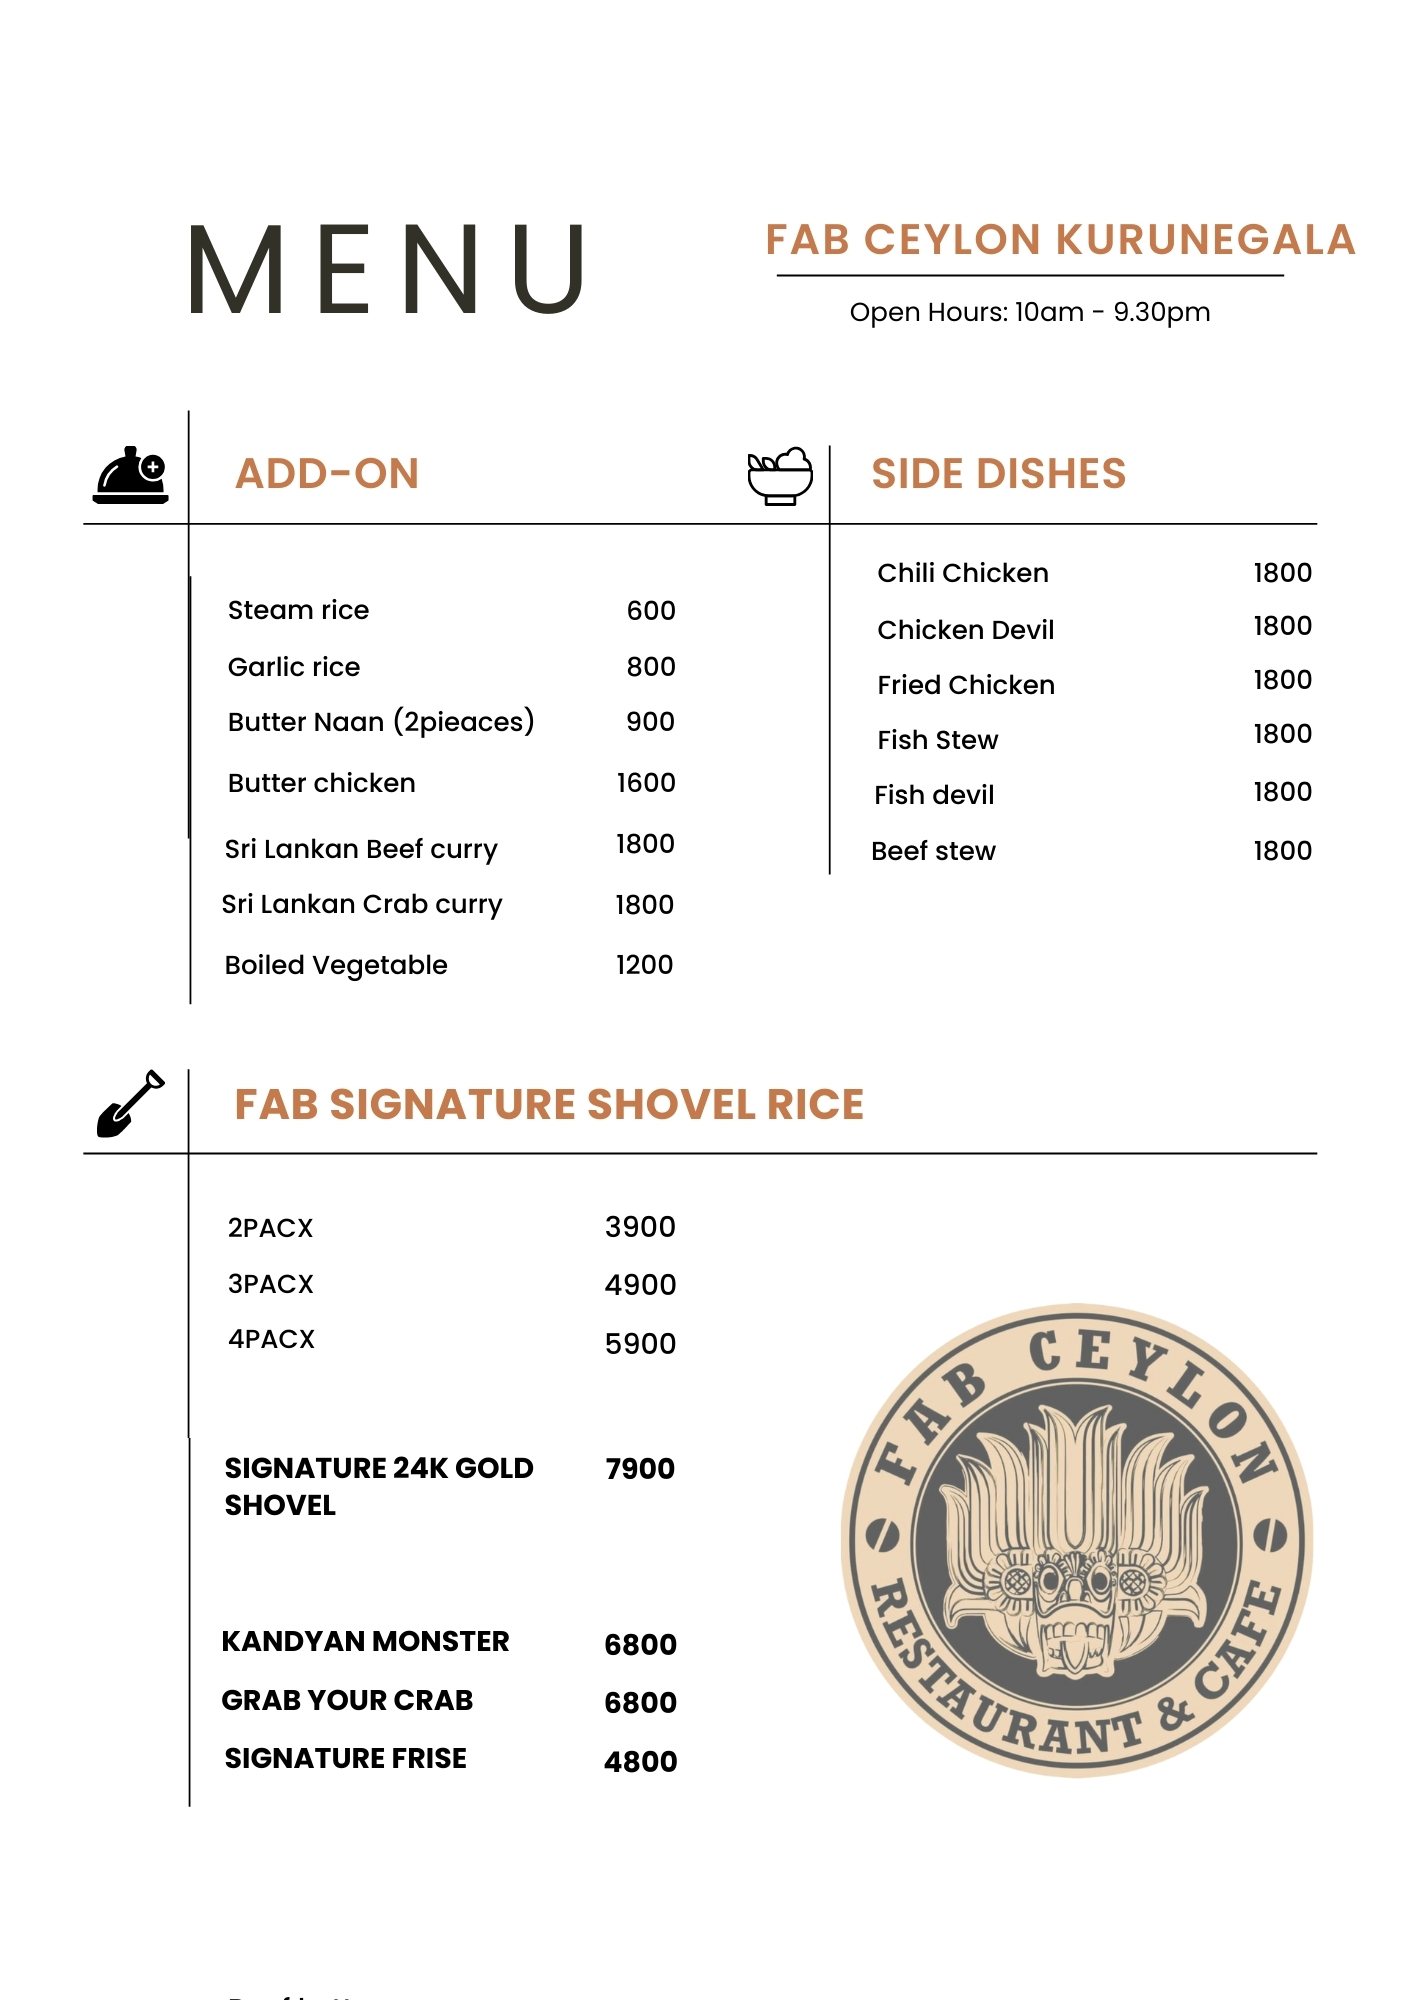 MENU
FAB CEYLON KURUNEGALA
Open Hours: 10am - 9.30pm
ADD-ON
Steam rice 600
Garlic rice 800
Butter Naan (2pieaces) 900
Butter chicken 1600
Sri Lankan Beef curry 1800
Sri Lankan Crab curry 1800
Boiled Vegetable 1200
SIDE DISHES
Chili Chicken 1800
Chicken Devil 1800
Fried Chicken 1800
Fish Stew 1800
Fish devil 1800
Beef stew 1800
FAB SIGNATURE SHOVEL RICE
2PACX 3900
3PACX 4900
4PACX 5900
SIGNATURE 24K GOLD 7900
SHOVEL
KANDYAN MONSTER 6800
GRAB YOUR CRAB 6800
SIGNATURE FRISE 4800
FAB CEYLON
RESTAURANT & CAFE